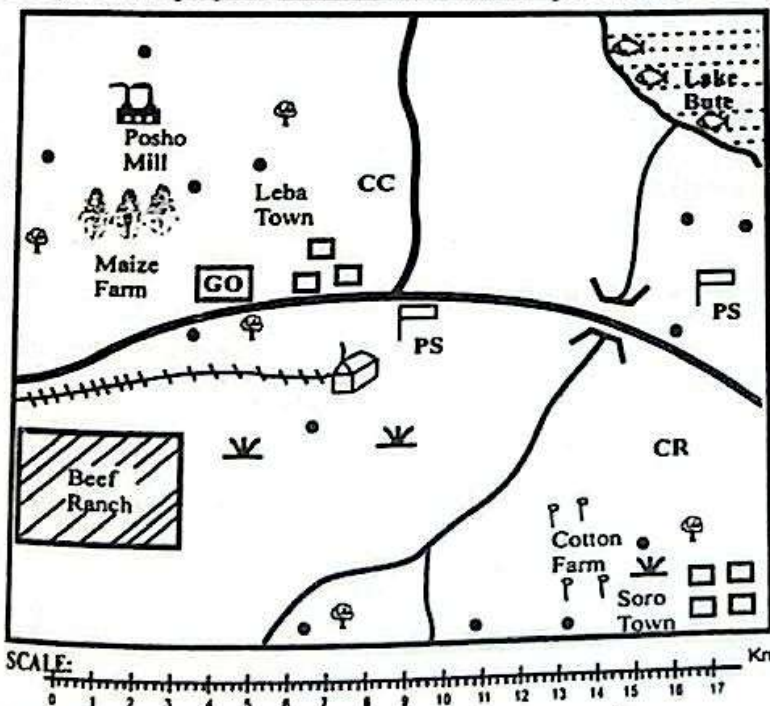 Lake
Bute
Posho
Mill
Leba
Town
CC
Maize
Farm
GO
PS
PS
CR
Beef
Ranch
Cotton
Farm
Soro
Town
SCALE:
Km
0 1 2 3 4 5 6 7 8 9 10 11 12 13 14 15 16 17